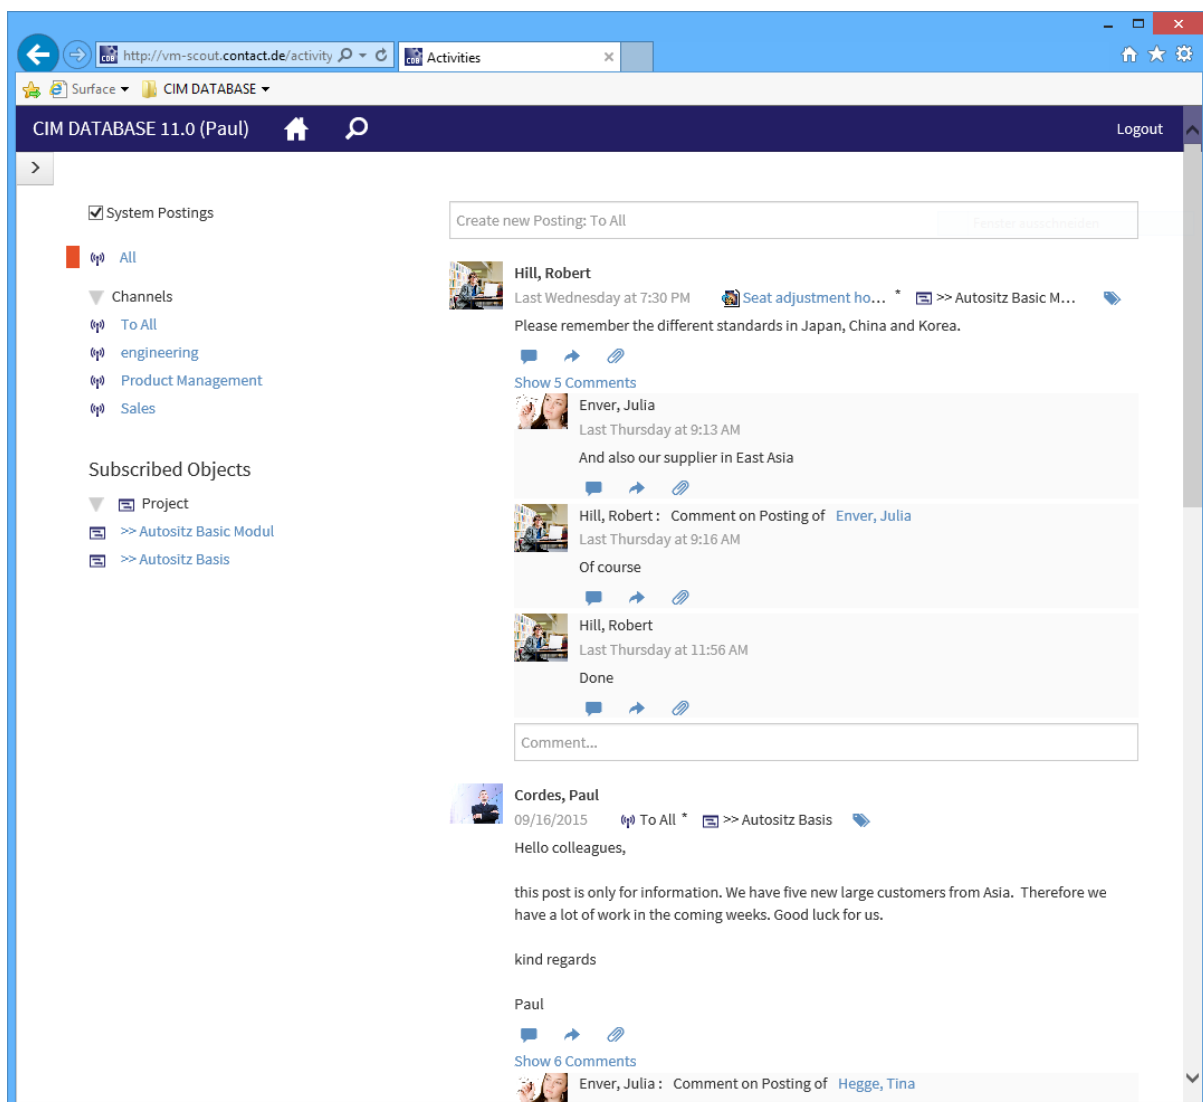 http://vm-scout.contact.de/activity
Activities
Surface
CIM DATABASE
CIM DATABASE 11.0 (Paul)
Logout
System Postings
All
Channels
To All
engineering
Product Management
Sales
Subscribed Objects
Project
>> Autositz Basic Modul
>> Autositz Basis
Create new Posting: To All
Fenster ausschneiden
Hill, Robert
Last Wednesday at 7:30 PM Seat adjustment ho... * >> Autositz Basic M...
Please remember the different standards in Japan, China and Korea.
Show 5 Comments
Enver, Julia
Last Thursday at 9:13 AM
And also our supplier in East Asia
Hill, Robert : Comment on Posting of Enver, Julia
Last Thursday at 9:16 AM
Of course
Hill, Robert
Last Thursday at 11:56 AM
Done
Comment...
Cordes, Paul
09/16/2015 To All * >> Autositz Basis
Hello colleagues,
this post is only for information. We have five new large customers from Asia. Therefore we
have a lot of work in the coming weeks. Good luck for us.
kind regards
Paul
Show 6 Comments
Enver, Julia : Comment on Posting of Hegge, Tina